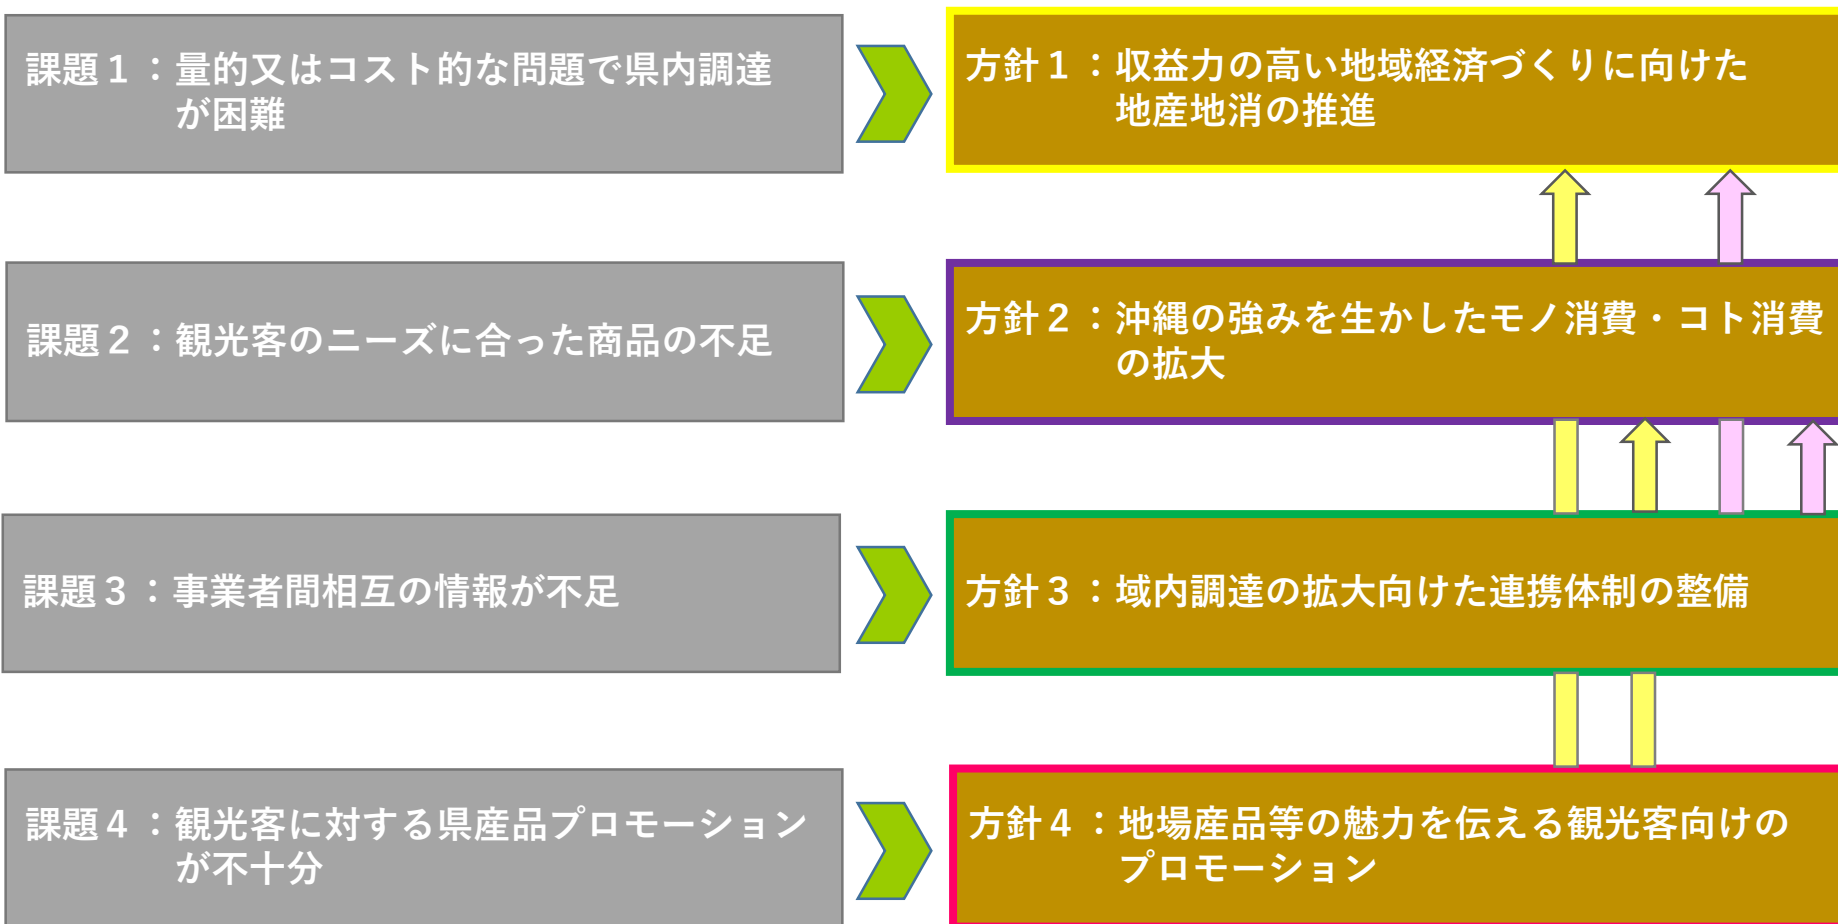 課題１：量的又はコスト的な問題で県内調達
が困難
方針１：収益力の高い地域経済づくりに向けた
地産地消の推進
課題２：観光客のニーズに合った商品の不足
方針２：沖縄の強みを生かしたモノ消費・コト消費
の拡大
課題３：事業者間相互の情報が不足
方針３：域内調達の拡大向けた連携体制の整備
課題４：観光客に対する県産品プロモーション
が不十分
方針４：地場産品等の魅力を伝える観光客向けの
プロモーション